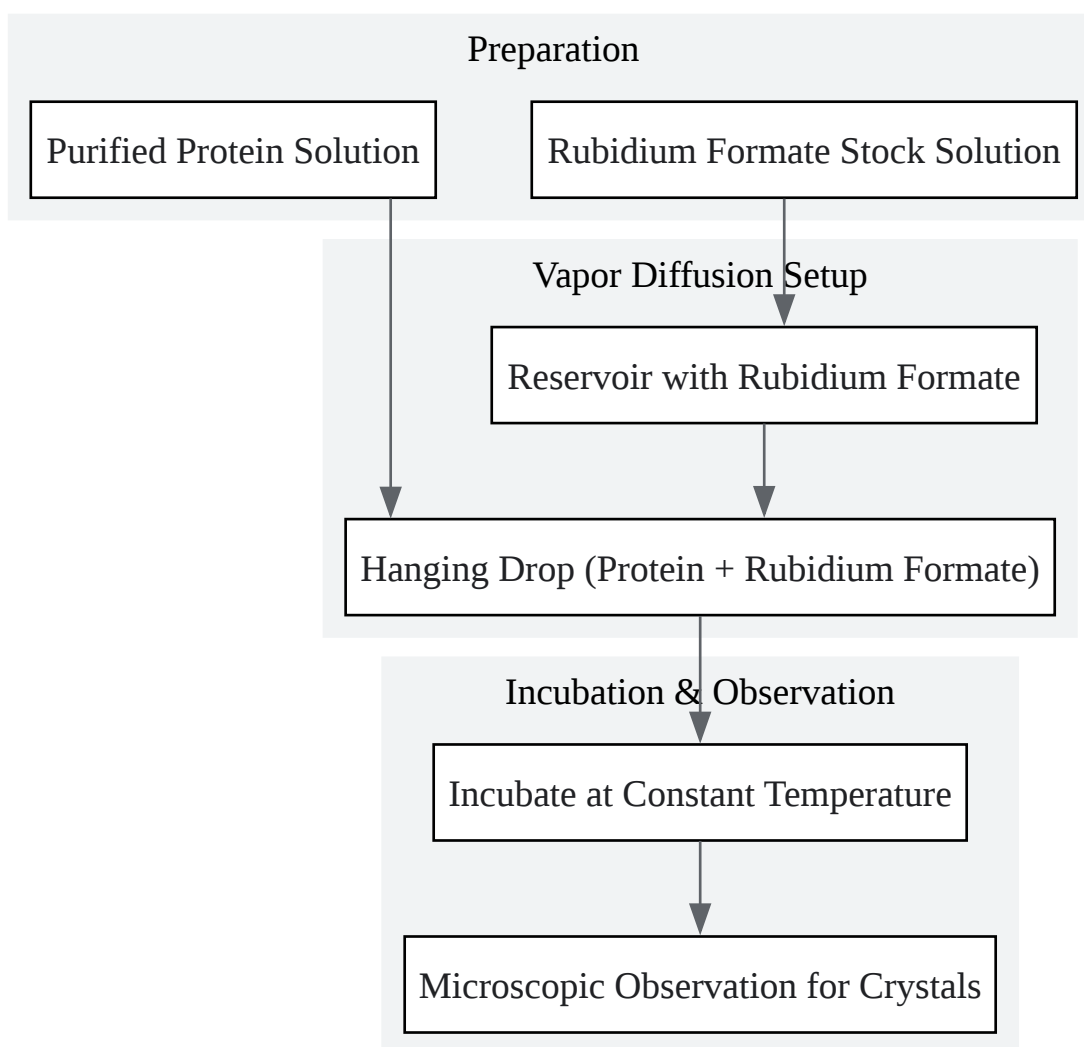 Preparation
Purified Protein Solution
Rubidium Formate Stock Solution
Vapor Diffusion Setup
Reservoir with Rubidium Formate
Hanging Drop (Protein + Rubidium Formate)
Incubation & Observation
Incubate at Constant Temperature
Microscopic Observation for Crystals